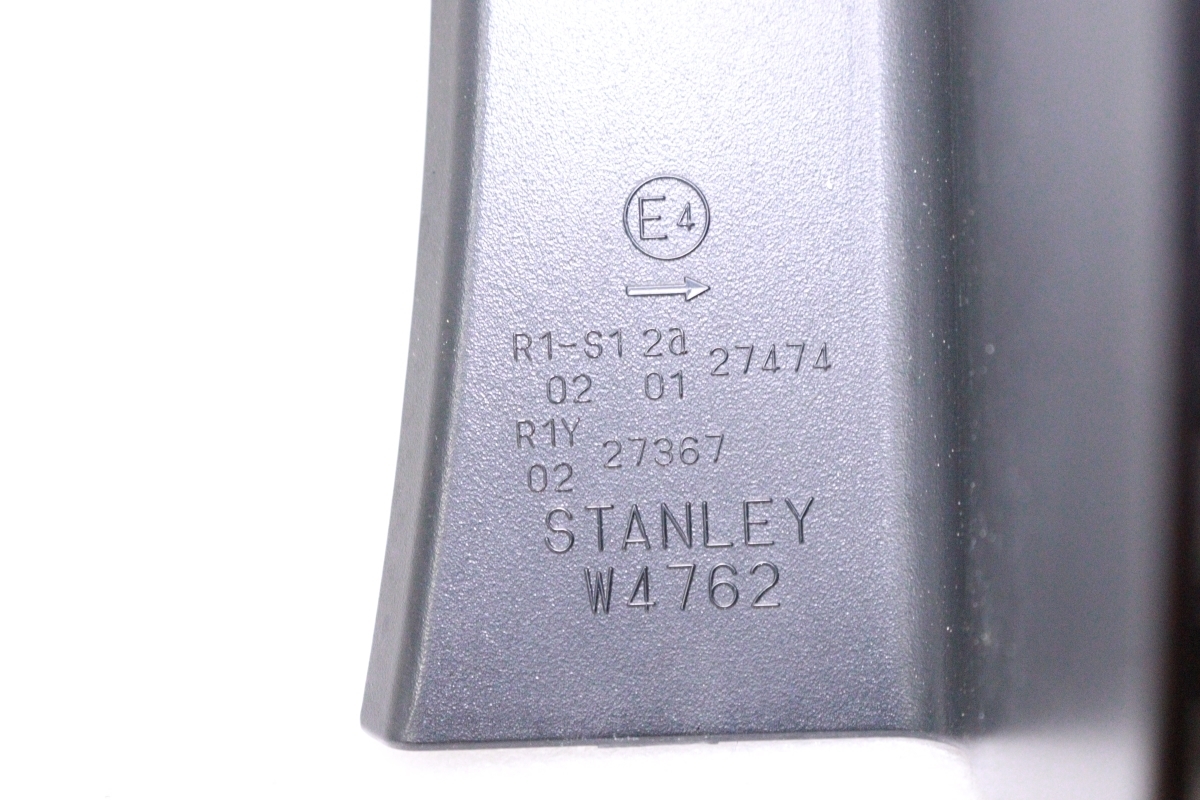 E4
→
R1-S1 2a 27474
02 01
R1Y 27367
02
STANLEY
W4762